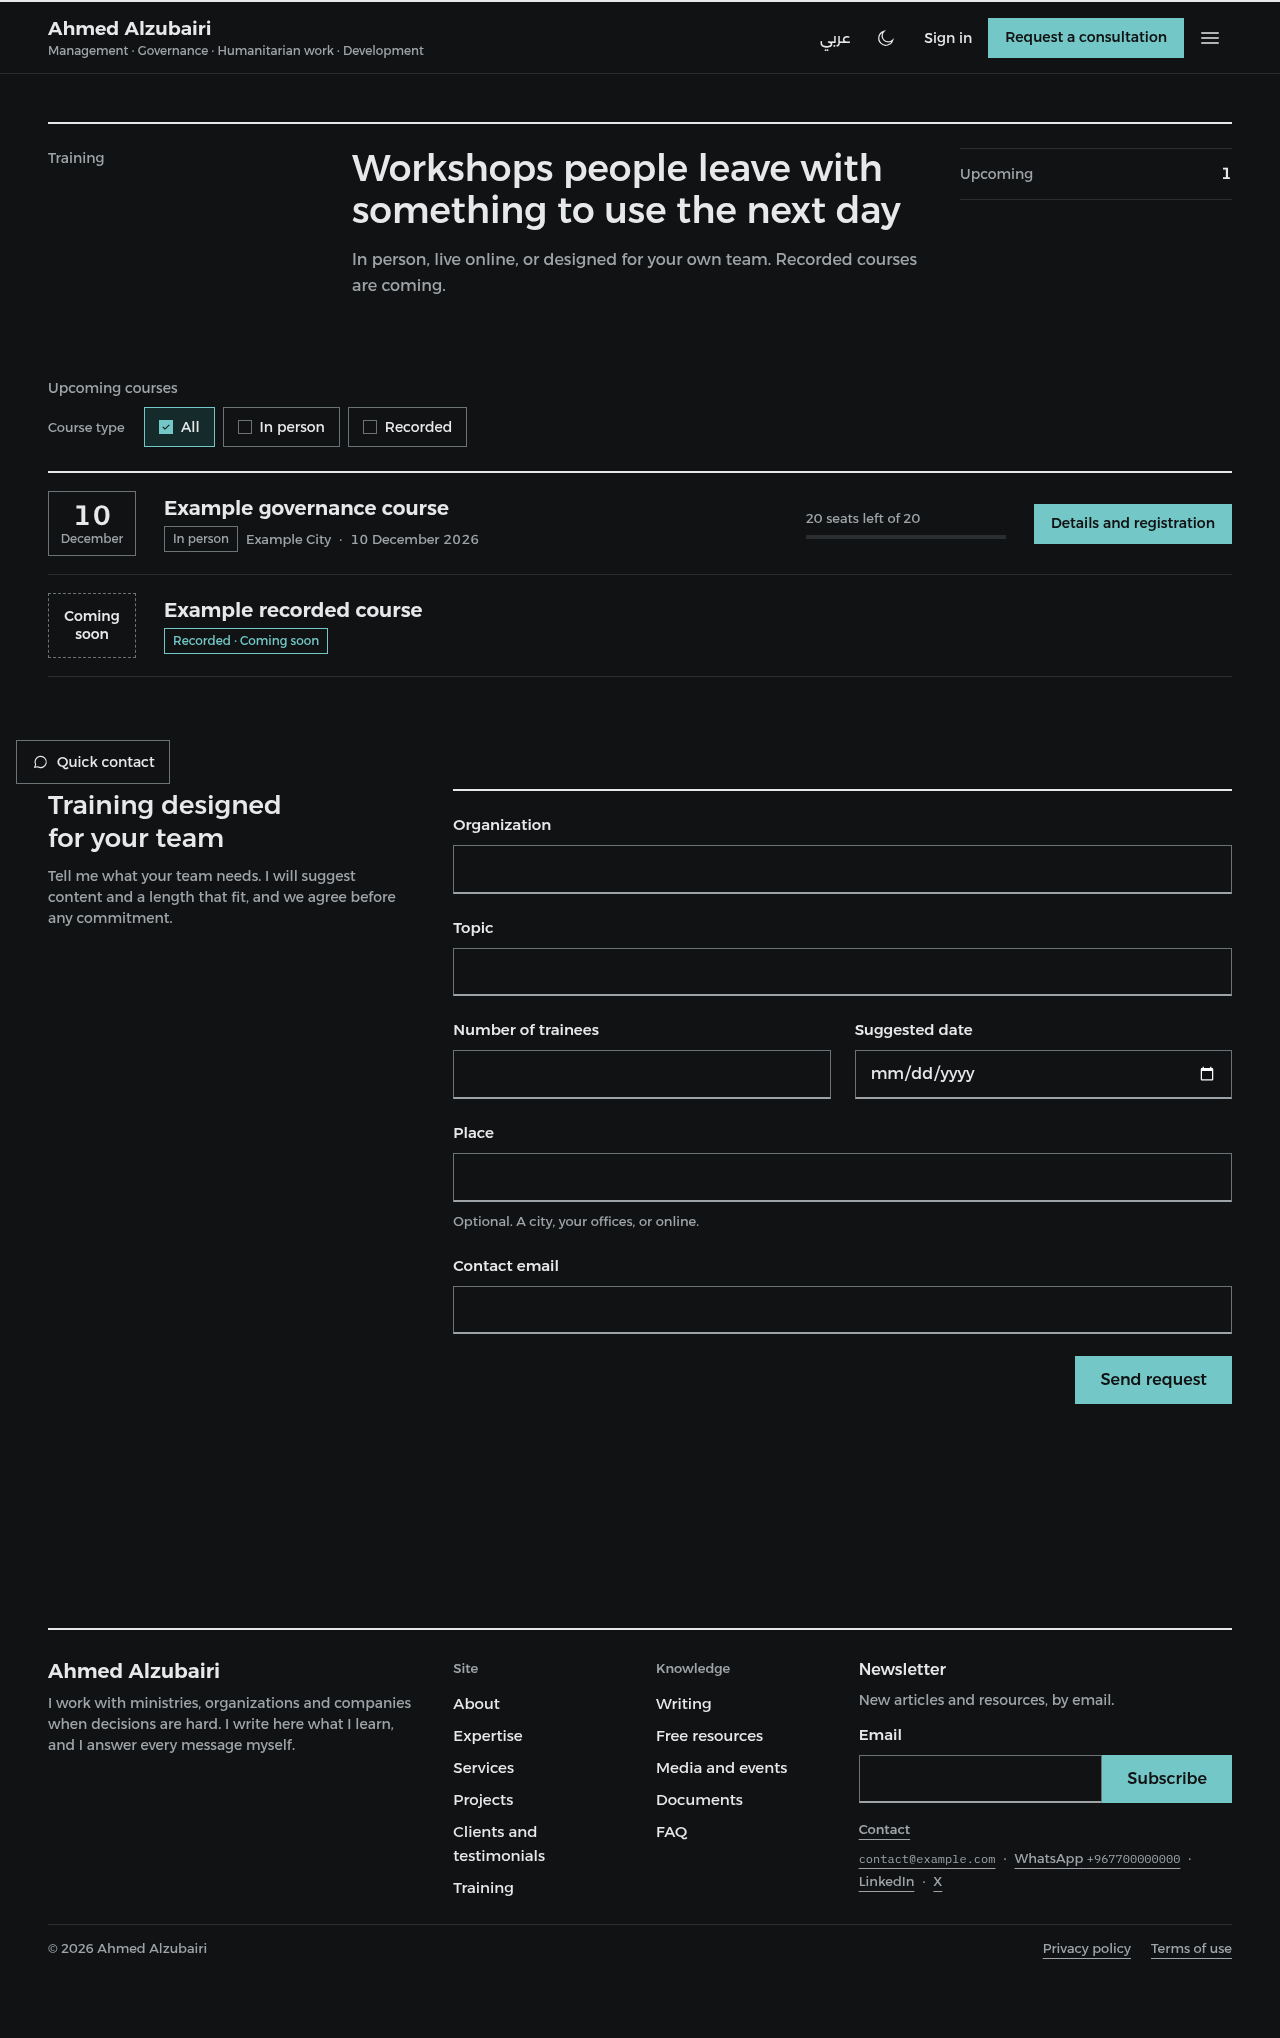 Ahmed Alzubairi
Management · Governance · Humanitarian work · Development
عربي
Sign in
Request a consultation
Training
Workshops people leave with
something to use the next day
In person, live online, or designed for your own team. Recorded courses
are coming.
Upcoming 1
Upcoming courses
Course type
All
In person
Recorded
10
December
Example governance course
In person Example City · 10 December 2026
20 seats left of 20
Details and registration
Coming
soon
Example recorded course
Recorded · Coming soon
Quick contact
Training designed
for your team
Tell me what your team needs. I will suggest
content and a length that fit, and we agree before
any commitment.
Organization
Topic
Number of trainees
Suggested date
mm/dd/yyyy
Place
Optional. A city, your offices, or online.
Contact email
Send request
Ahmed Alzubairi
I work with ministries, organizations and companies
when decisions are hard. I write here what I learn,
and I answer every message myself.
Site
About
Expertise
Services
Projects
Clients and
testimonials
Training
Knowledge
Writing
Free resources
Media and events
Documents
FAQ
Newsletter
New articles and resources, by email.
Email
Subscribe
Contact
contact@example.com · WhatsApp +967700000000 ·
LinkedIn · X
© 2026 Ahmed Alzubairi
Privacy policy
Terms of use